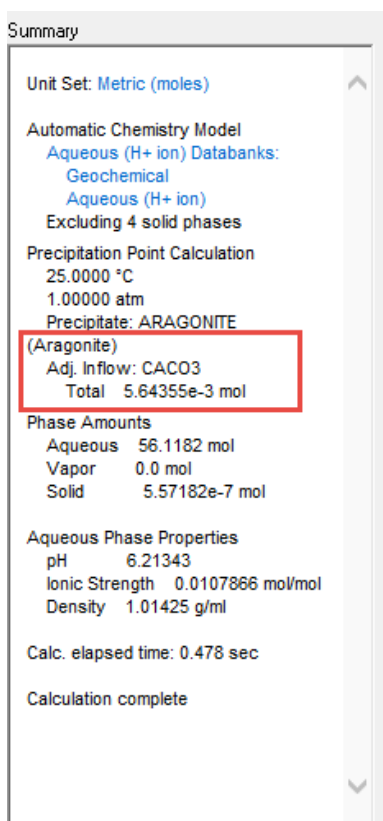 Summary
Unit Set: Metric (moles)
Automatic Chemistry Model
Aqueous (H+ ion) Databanks:
Geochemical
Aqueous (H+ ion)
Excluding 4 solid phases
Precipitation Point Calculation
25.0000 °C
1.00000 atm
Precipitate: ARAGONITE
(Aragonite)
Adj. Inflow: CACO3
Total 5.64355e-3 mol
Phase Amounts
Aqueous 56.1182 mol
Vapor 0.0 mol
Solid 5.57182e-7 mol
Aqueous Phase Properties
pH 6.21343
Ionic Strength 0.0107866 mol/mol
Density 1.01425 g/ml
Calc. elapsed time: 0.478 sec
Calculation complete